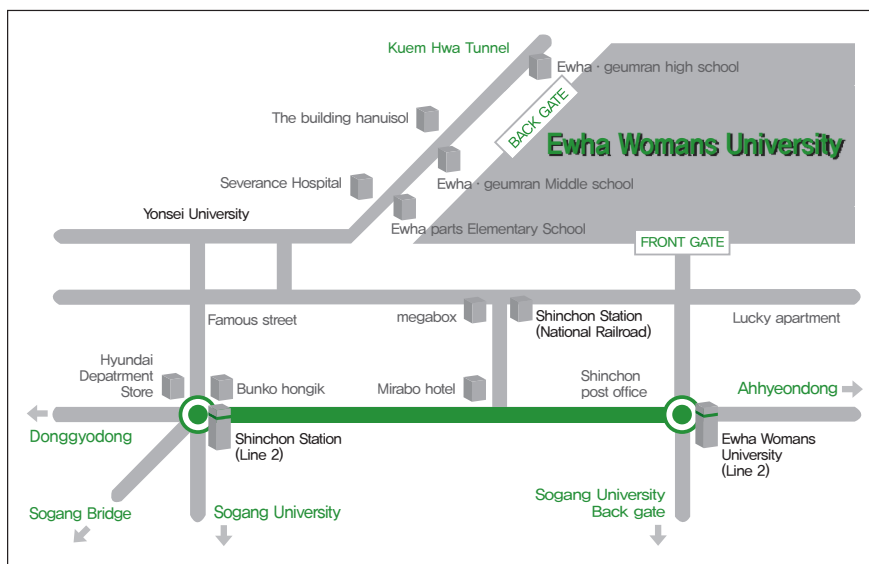 Kuem Hwa Tunnel
Ewha · geumran high school
BACK GATE
The building hanuisol
Ewha Womans University
Ewha · geumran Middle school
Severance Hospital
Yonsei University
Ewha parts Elementary School
FRONT GATE
Famous street
megabox
Shinchon Station
(National Railroad)
Lucky apartment
Hyundai
Depatrment
Store
Bunko hongik
Mirabo hotel
Shinchon
post office
Ahhyeondong
Donggyodong
Shinchon Station
(Line 2)
Ewha Womans
University
(Line 2)
Sogang Bridge
Sogang University
Sogang University
Back gate